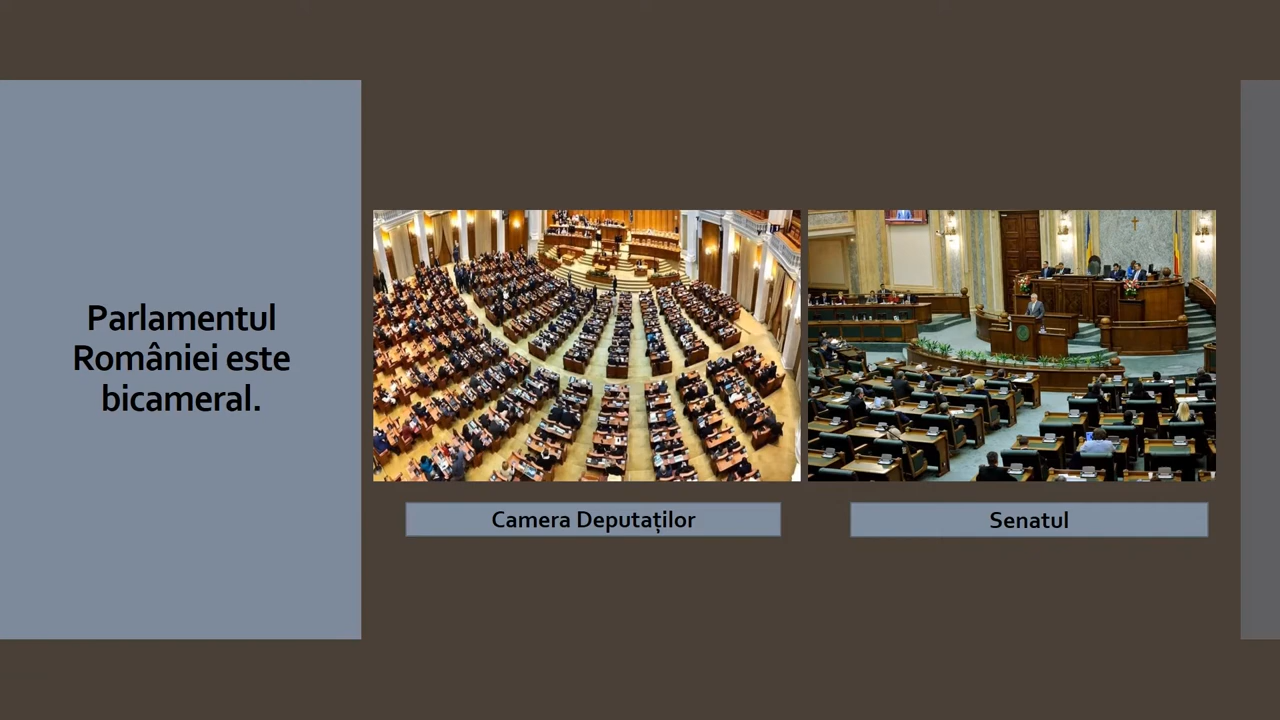 Parlamentul
României este
bicameral.
Camera Deputaților
Senatul